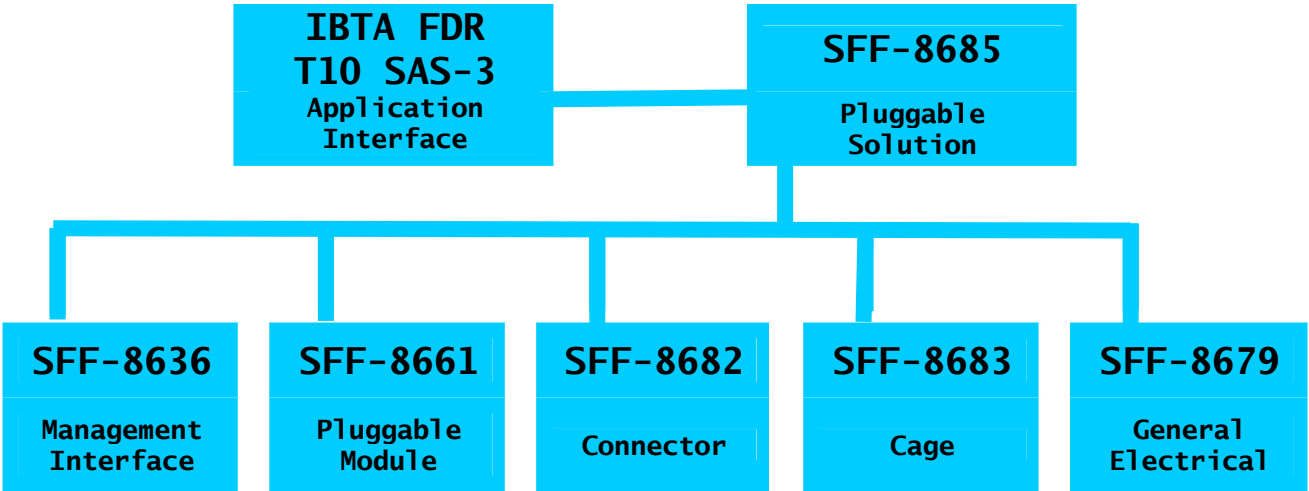 IBTA FDR
T10 SAS-3
Application
Interface
SFF-8685
Pluggable
Solution
SFF-8636
Management
Interface
SFF-8661
Pluggable
Module
SFF-8682
Connector
SFF-8683
Cage
SFF-8679
General
Electrical